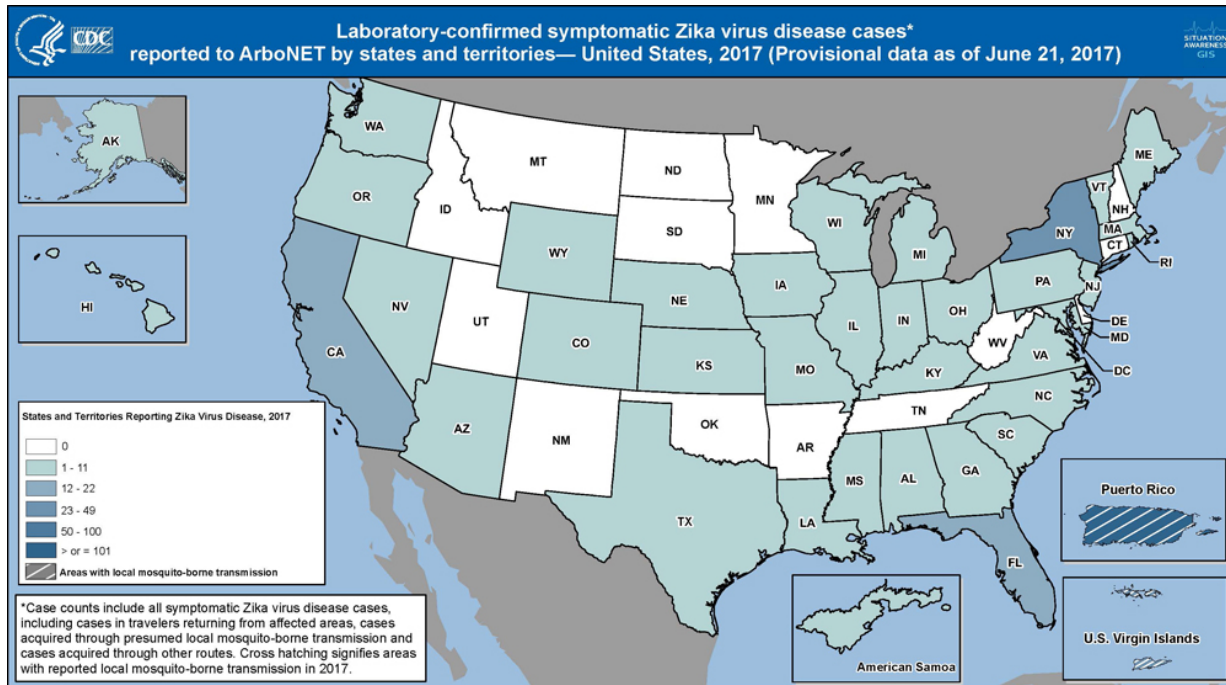 CDC
Laboratory-confirmed symptomatic Zika virus disease cases*
reported to ArboNET by states and territories— United States, 2017 (Provisional data as of June 21, 2017)
SITUATION
AWARENESS
GIS
AK
HI
WA
OR
CA
NV
ID
MT
WY
UT
AZ
CO
NM
ND
SD
NE
KS
OK
TX
MN
IA
MO
AR
LA
WI
IL
MS
MI
IN
OH
KY
TN
AL
GA
FL
SC
NC
VA
WV
PA
NY
VT
ME
NH
MA
CT
RI
NJ
DE
MD
DC
States and Territories Reporting Zika Virus Disease, 2017
0
1 - 11
12 - 22
23 - 49
50 - 100
> or = 101
Areas with local mosquito-borne transmission
*Case counts include all symptomatic Zika virus disease cases,
including cases in travelers returning from affected areas, cases
acquired through presumed local mosquito-borne transmission and
cases acquired through other routes. Cross hatching signifies areas
with reported local mosquito-borne transmission in 2017.
American Samoa
Puerto Rico
U.S. Virgin Islands